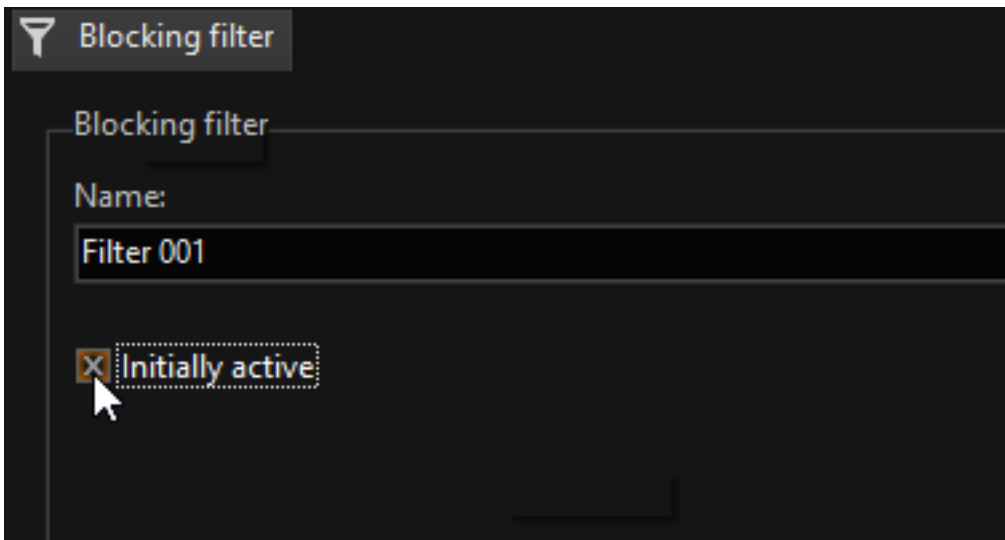 Blocking filter
Blocking filter
Name:
Filter 001
Initially active